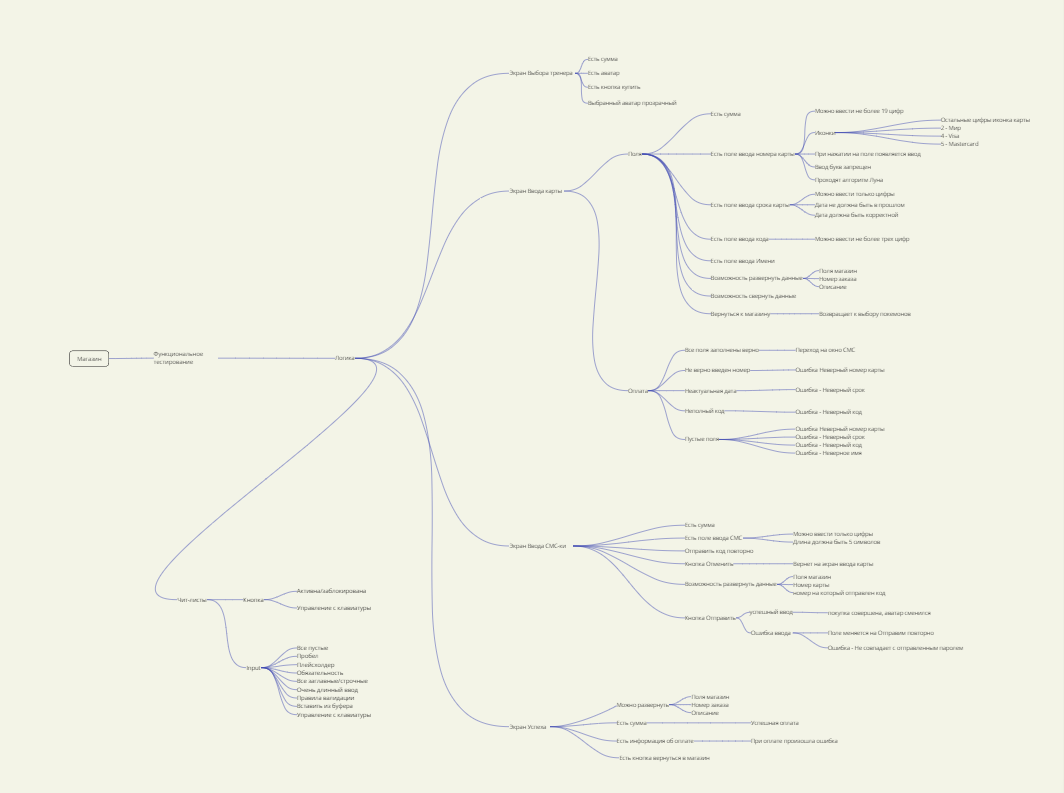 Магазин
Функциональное
тестирование
Логика
Экран Выбора тренера
Есть сумма
Есть аватар
Есть кнопка купить
Выбранный аватар прозрачный
Экран Ввода карты
Поля
Есть сумма
Есть поле ввода номера карты
Можно ввести не более 19 цифр
Иконки
Остальные цифры иконка карты
2 - Мир
4 - Visa
5 - Mastercard
При нажатии на поле появляется ввод
Ввод букв запрещен
Проходят алгоритм Луна
Есть поле ввода срока карты
Можно ввести только цифры
Дата не должна быть в прошлом
Дата должна быть корректной
Есть поле ввода кода
Можно ввести не более трех цифр
Есть поле ввода Имени
Возможность развернуть данные
Поля магазин
Номер заказа
Описание
Возможность свернуть данные
Вернуться к магазину
Возвращает к выбору покемонов
Оплата
Все поля заполнены верно
Переход на окно СМС
Не верно введен номер
Ошибка Неверный номер карты
Неактуальная дата
Ошибка - Неверный срок
Неполный код
Ошибка - Неверный код
Пустые поля
Ошибка Неверный номер карты
Ошибка - Неверный срок
Ошибка - Неверный код
Ошибка - Неверное имя
Экран Ввода СМС-ки
Есть сумма
Есть поле ввода СМС
Можно ввести только цифры
Длина должна быть 5 символов
Отправить код повторно
Кнопка Отменить
Вернет на экран ввода карты
Возможность развернуть данные
Поля магазин
Номер карты
номер на который отправлен код
Кнопка Отправить
успешный ввод
покупка совершена, аватар сменился
Ошибка ввода
Поле меняется на Отправим повторно
Ошибка - Не совпадает с отправленным паролем
Экран Успеха
Можно развернуть
Поля магазин
Номер заказа
Описание
Есть сумма
Успешная оплата
Есть информация об оплате
При оплате произошла ошибка
Есть кнопка вернуться в магазин
Чит-листы
Кнопка
Активна/заблокирована
Управление с клавиатуры
Input
Все пустые
Пробел
Плейсхолдер
Обязательность
Все заглавные/строчные
Очень длинный ввод
Правила валидации
Вставить из буфера
Управление с клавиатуры